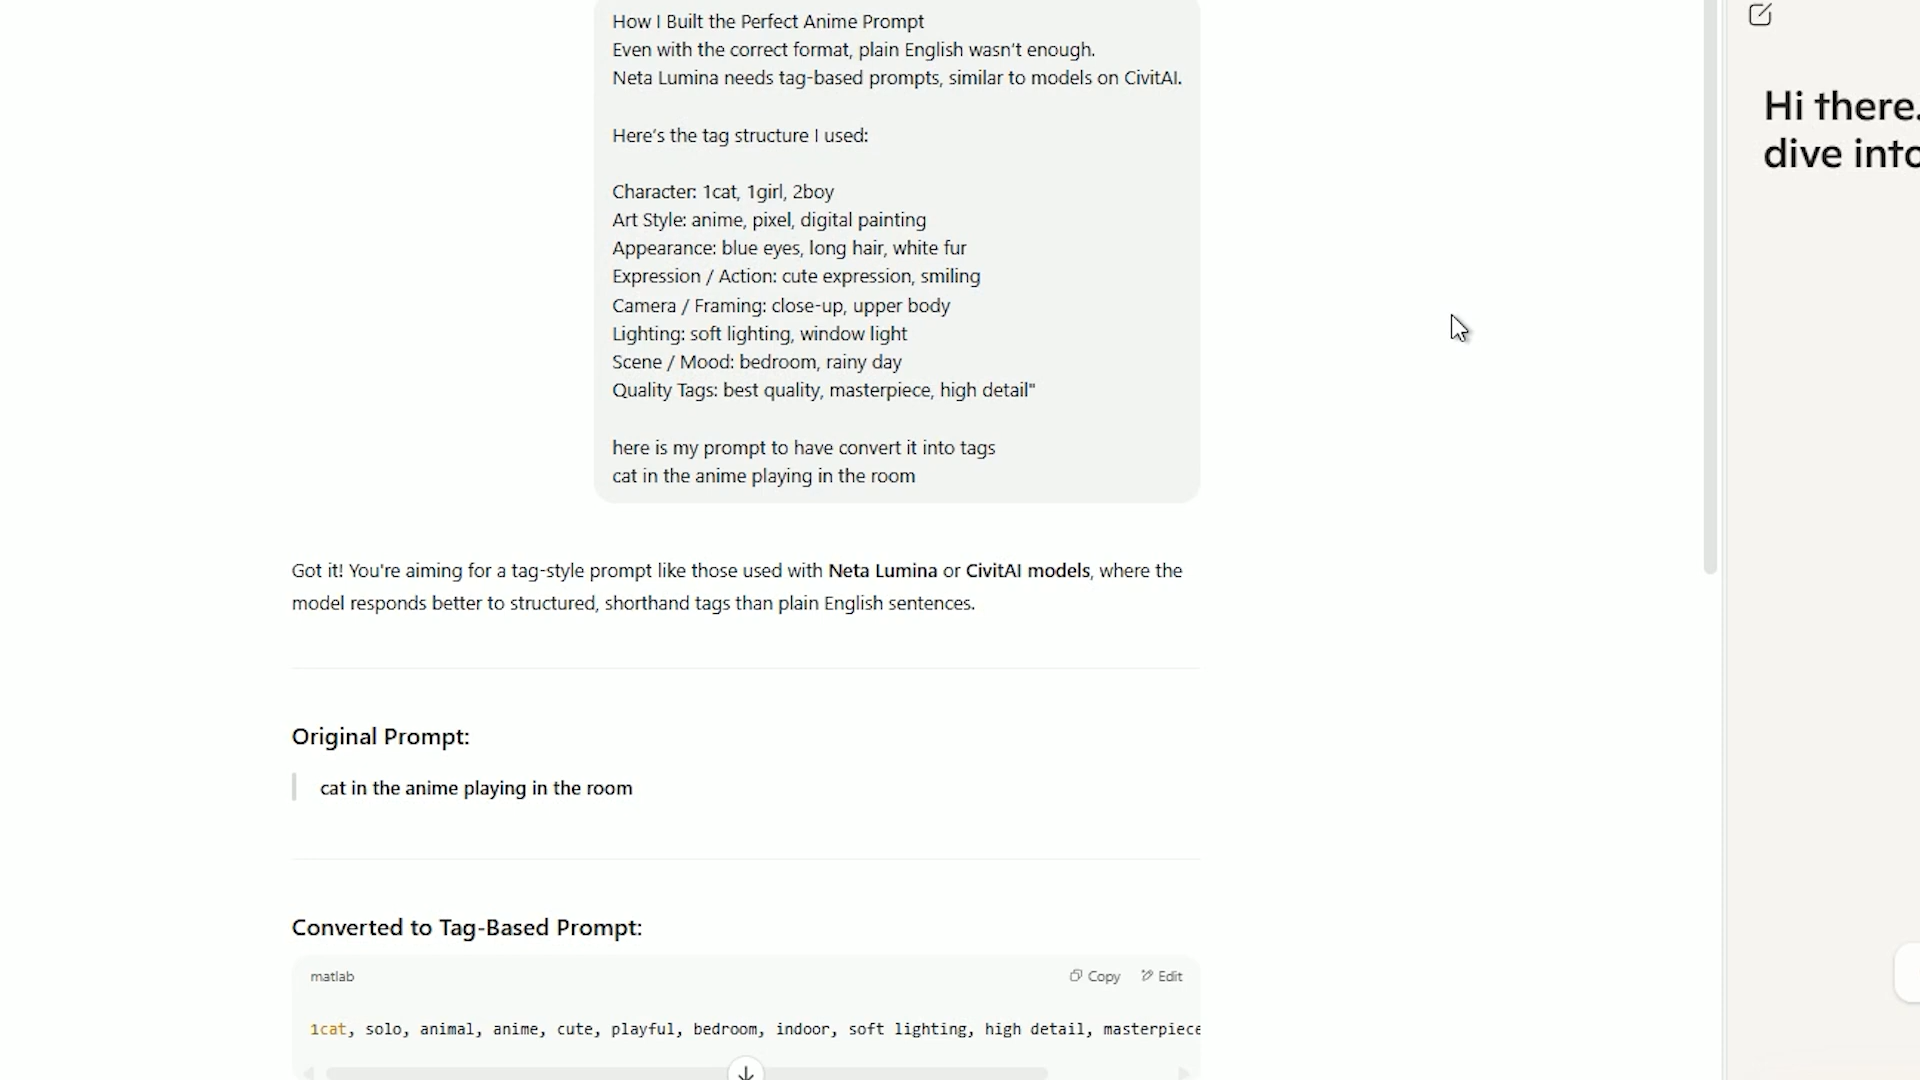 How I Built the Perfect Anime Prompt
Even with the correct format, plain English wasn't enough.
Neta Lumina needs tag-based prompts, similar to models on CivitAI.
Here's the tag structure I used:
Character: 1cat, 1girl, 2boy
Art Style: anime, pixel, digital painting
Appearance: blue eyes, long hair, white fur
Expression / Action: cute expression, smiling
Camera / Framing: close-up, upper body
Lighting: soft lighting, window light
Scene / Mood: bedroom, rainy day
Quality Tags: best quality, masterpiece, high detail"
here is my prompt to have convert it into tags
cat in the anime playing in the room
Got it! You're aiming for a tag-style prompt like those used with Neta Lumina or CivitAI models, where the
model responds better to structured, shorthand tags than plain English sentences.
Original Prompt:
cat in the anime playing in the room
Converted to Tag-Based Prompt:
matlab
Copy
Edit
1cat, solo, animal, anime, cute, playful, bedroom, indoor, soft lighting, high detail, masterpiece
Hi there.
dive into